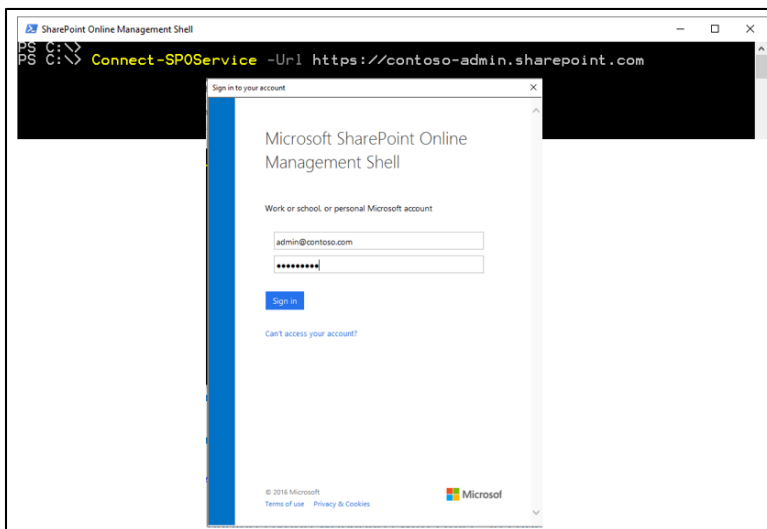 SharePoint Online Management Shell
PS C:\>
PS C:\> Connect-SPOService -Url https://contoso-admin.sharepoint.com
Sign in to your account
Microsoft SharePoint Online
Management Shell
Work or school, or personal Microsoft account
admin@contoso.com
•••••••••
Sign in
Can't access your account?
© 2016 Microsoft
Terms of use Privacy & Cookies
Microsof